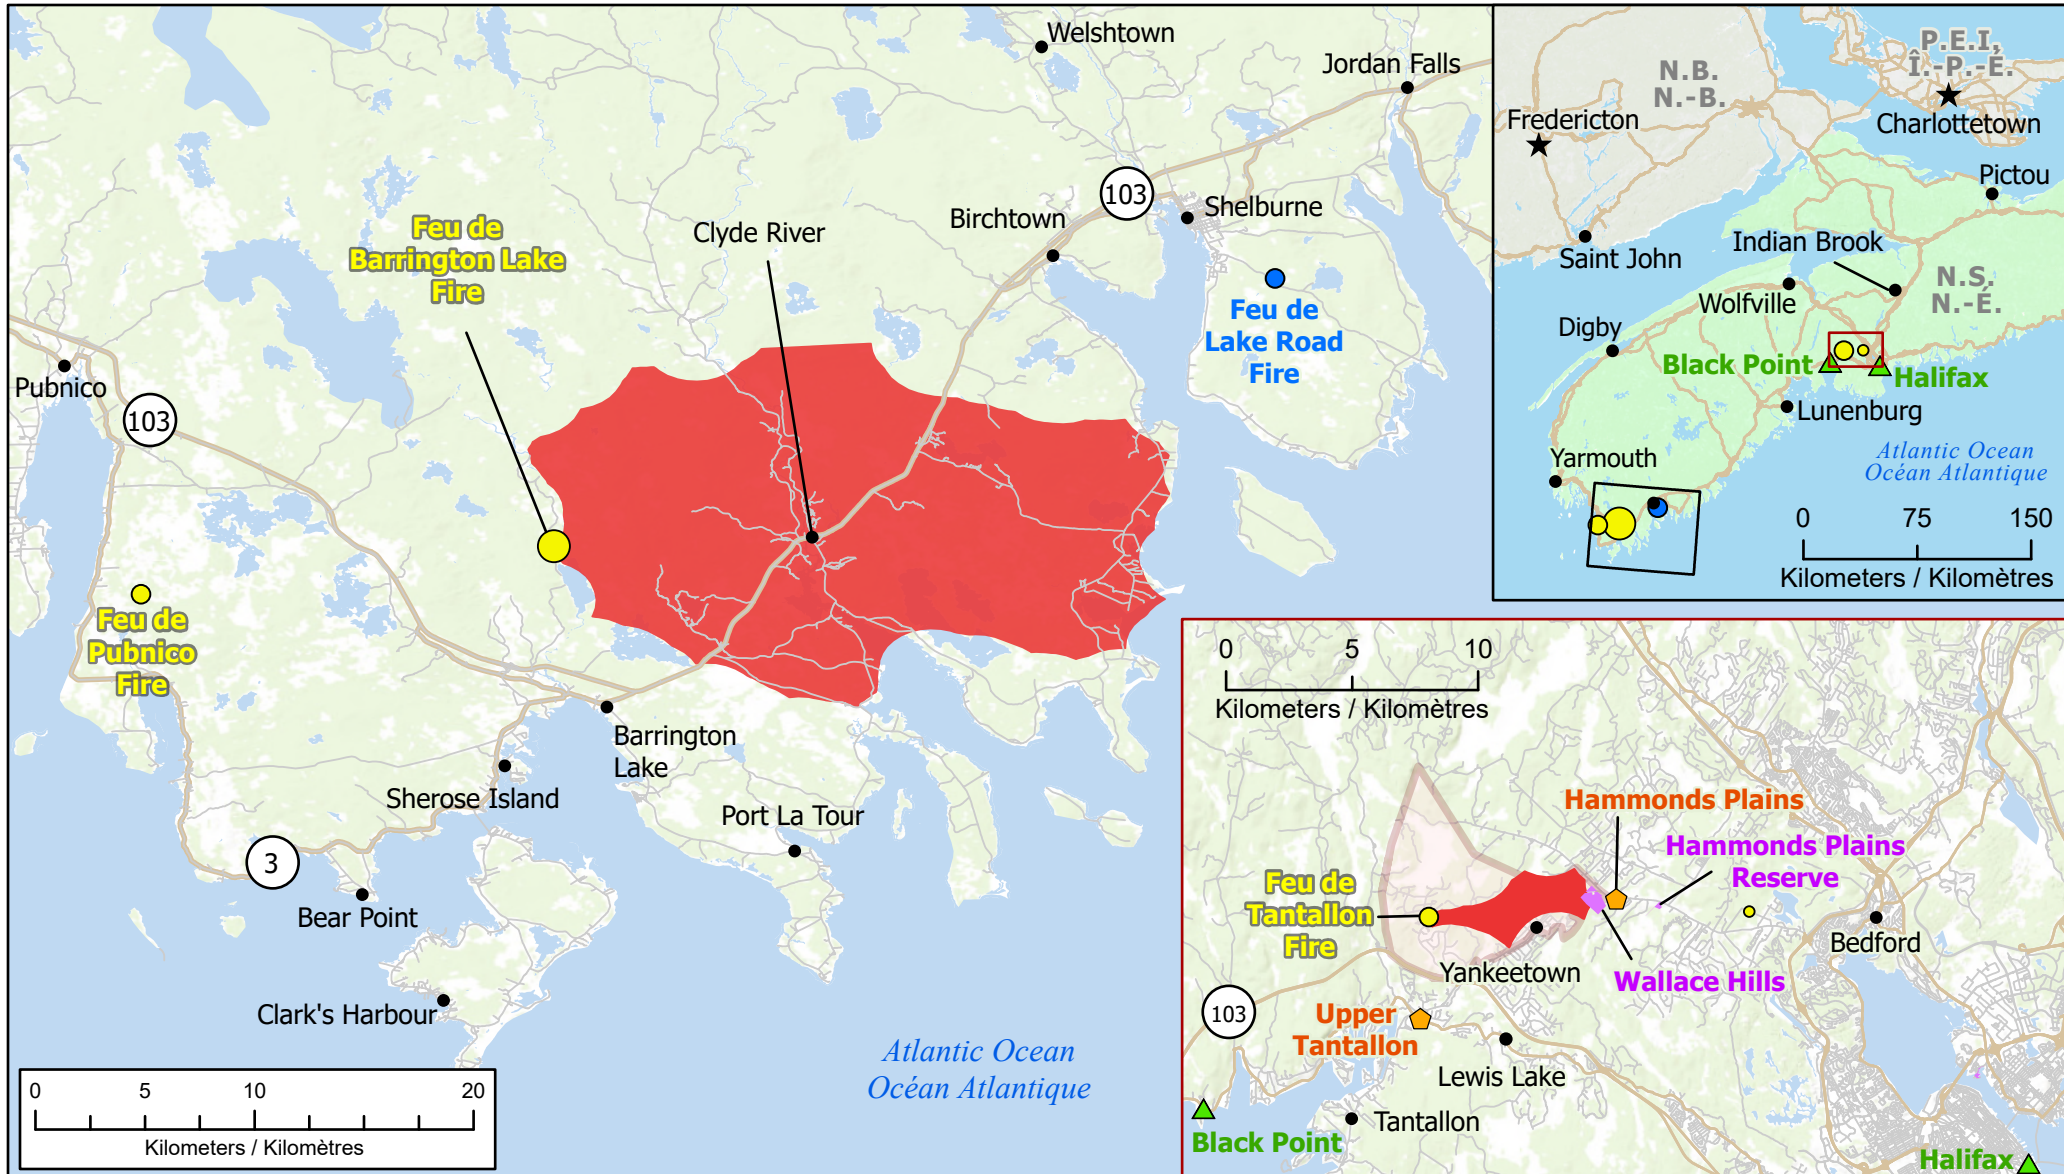 Welshtown
Jordan Falls
103
Shelburne
Birchtown
Clyde River
Feu de
Barrington Lake
Fire
Feu de
Lake Road
Fire
Pubnico
103
Feu de
Pubnico
Fire
Barrington
Lake
Sherose Island
Port La Tour
3
Bear Point
Clark's Harbour
Atlantic Ocean
Océan Atlantique
0 5 10 20
Kilometers / Kilomètres
P.E.I,
Î.-P.-É.
N.B.
N.-B.
Fredericton
Charlottetown
Pictou
Saint John
Indian Brook
N.S.
N.-É.
Wolfville
Digby
Black Point
Halifax
Lunenburg
Yarmouth
Atlantic Ocean
Océan Atlantique
0 75 150
Kilometers / Kilomètres
0 5 10
Kilometers / Kilomètres
Hammonds Plains
Hammonds Plains
Reserve
Feu de
Tantallon
Fire
Bedford
Yankeetown
Wallace Hills
103
Upper
Tantallon
Lewis Lake
Tantallon
Black Point
Halifax